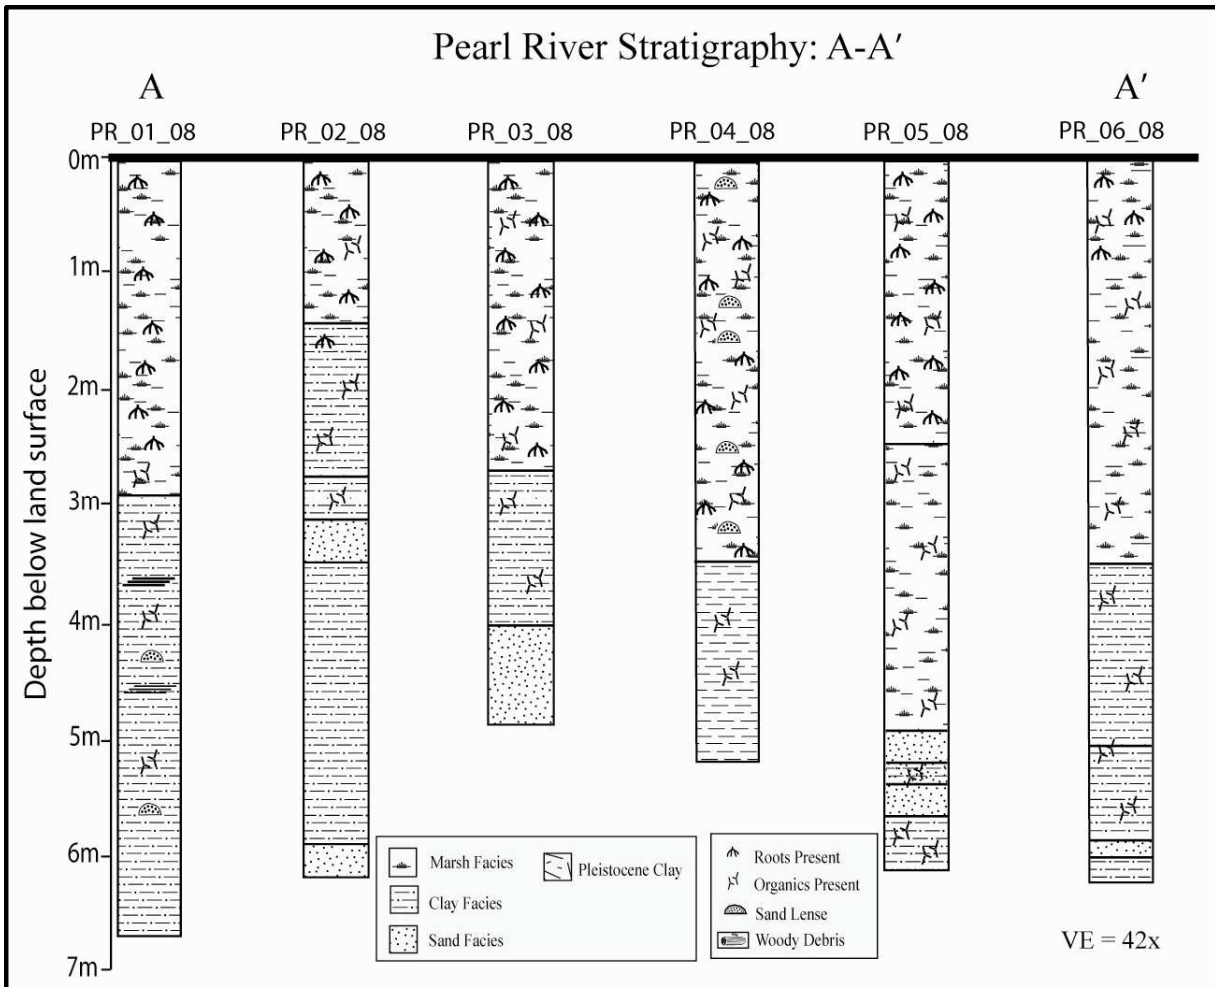 Pearl River Stratigraphy: A-A′
A A′
PR_01_08 PR_02_08 PR_03_08 PR_04_08 PR_05_08 PR_06_08
0m
1m
2m
3m
4m
5m
6m
7m
Depth below land surface
Marsh Facies
Pleistocene Clay
Clay Facies
Sand Facies
Roots Present
Organics Present
Sand Lense
Woody Debris
VE = 42x